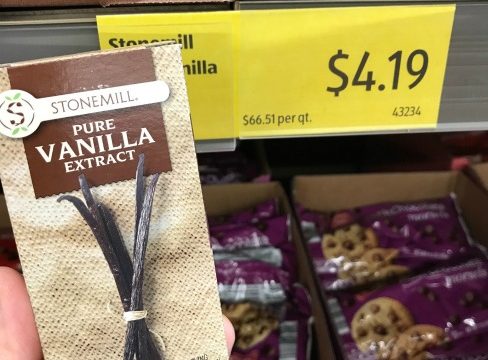 Stonemill
nilla
$4.19
$66.51 per qt.
43234
S
STONEMILL®
PURE
VANILLA
EXTRACT